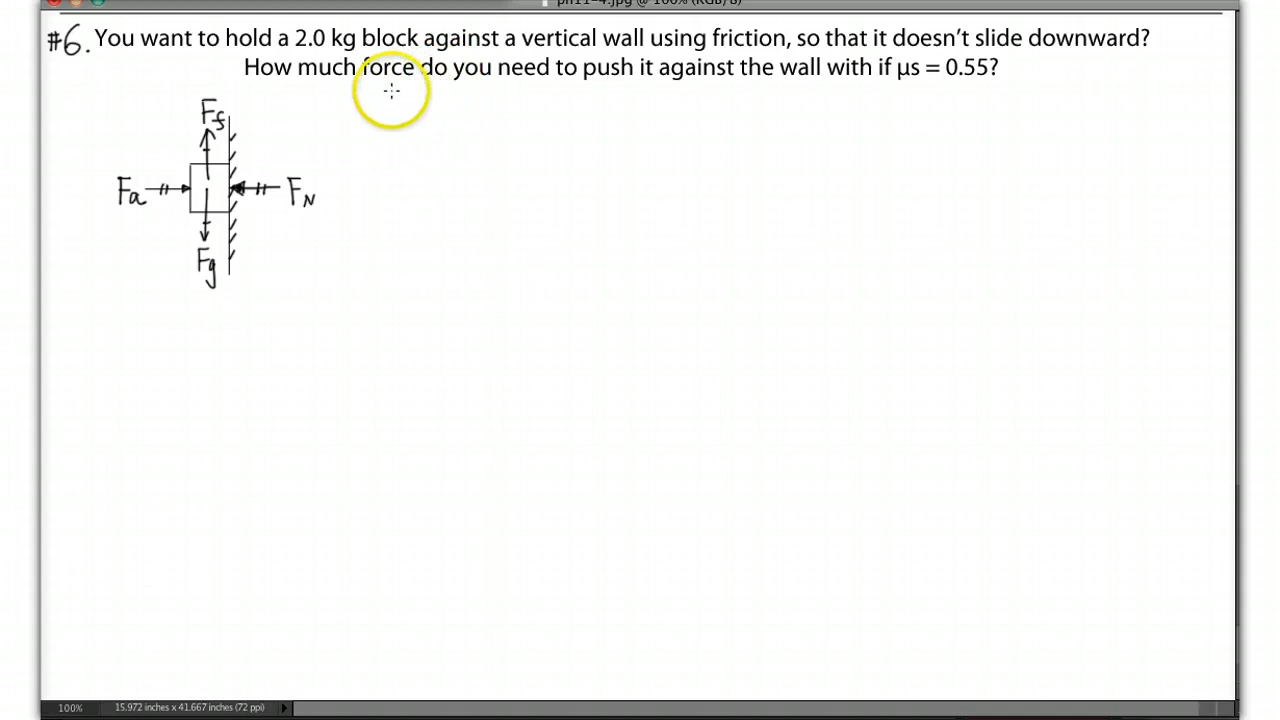 #6. You want to hold a 2.0 kg block against a vertical wall using friction, so that it doesn't slide downward?
How much force do you need to push it against the wall with if µs = 0.55?
Ff
Fa
FN
Fg
100%
15.972 inches x 41.667 inches (72 ppi)